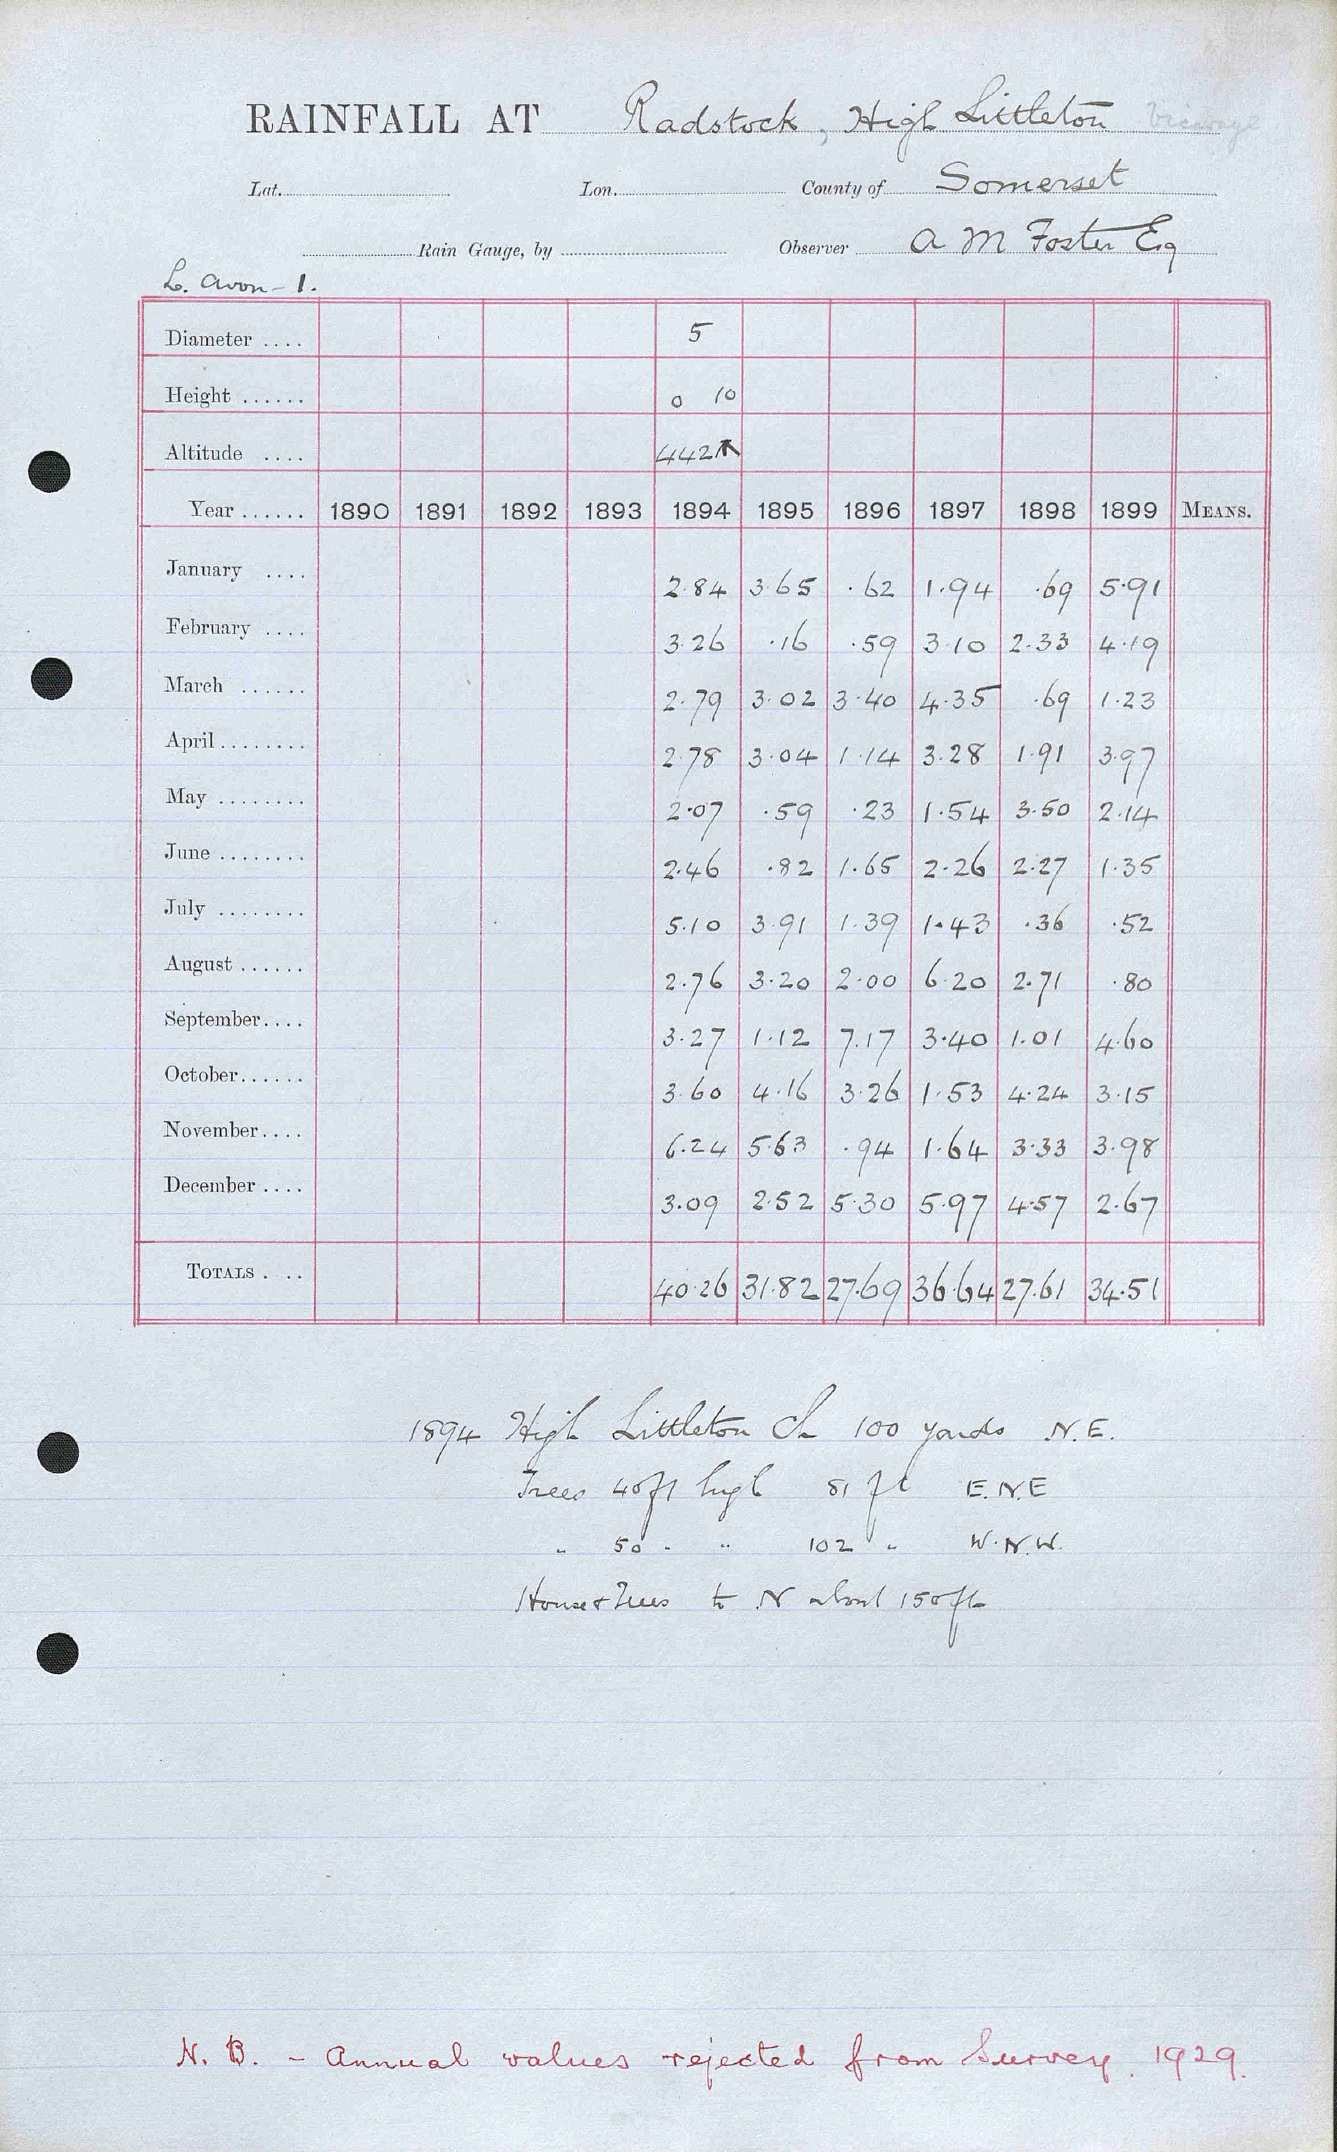 RAINFALL AT Radstock, High Littleton Vicarage
Lat. Lon. County of Somerset
Rain Gauge, by Observer A M Foster Esq
L. Avon - 1.
Diameter .... 5
Height ...... 0 10
Altitude .... 442
Year ...... 1890 1891 1892 1893 1894 1895 1896 1897 1898 1899 MEANS.
January .... 2.84 3.65 .62 1.94 .69 5.91
February .... 3.26 .16 .59 3.10 2.33 4.19
March ...... 2.79 3.02 3.40 4.35 .69 1.23
April ........ 2.78 3.04 1.14 3.28 1.91 3.97
May ........ 2.07 .59 .23 1.54 3.50 2.14
June ........ 2.46 .82 1.65 2.26 2.27 1.35
July ........ 5.10 3.91 1.39 1.43 .36 .52
August ...... 2.76 3.20 2.00 6.20 2.71 .80
September .... 3.27 1.12 7.17 3.40 1.01 4.60
October ...... 3.60 4.16 3.26 1.53 4.24 3.15
November .... 6.24 5.63 .94 1.64 3.33 3.98
December .... 3.09 2.52 5.30 5.97 4.57 2.67
TOTALS .... 40.26 31.82 27.69 36.64 27.61 34.51
1894 High Littleton Ch 100 yards N.E.
Trees 40ft high 81 ft E.N.E
" 50 " " 102 " W.N.W.
House & Trees to N about 150 ft
N. B. - Annual values rejected from Survey. 1929.